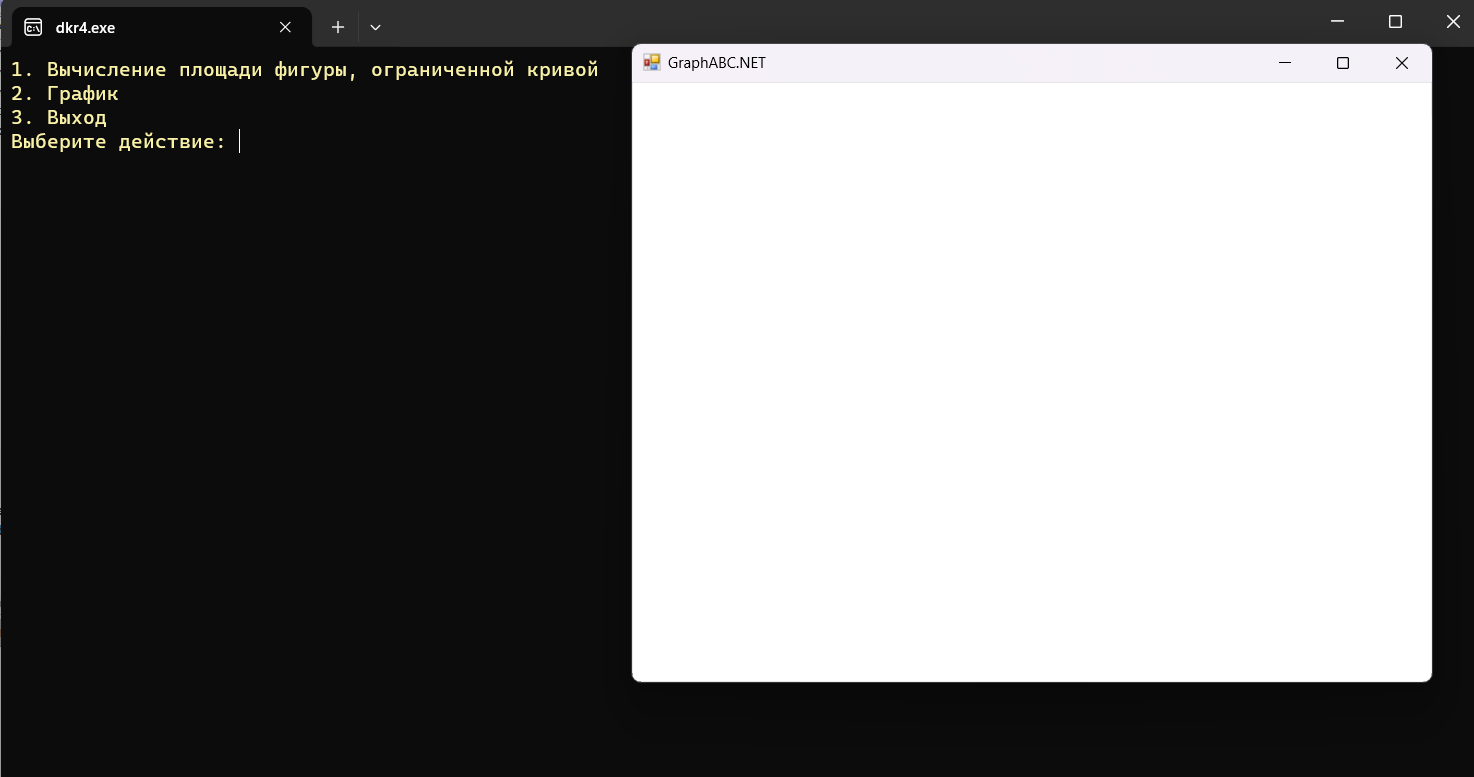 dkr4.exe
GraphABC.NET
1. Вычисление площади фигуры, ограниченной кривой
2. График
3. Выход
Выберите действие: